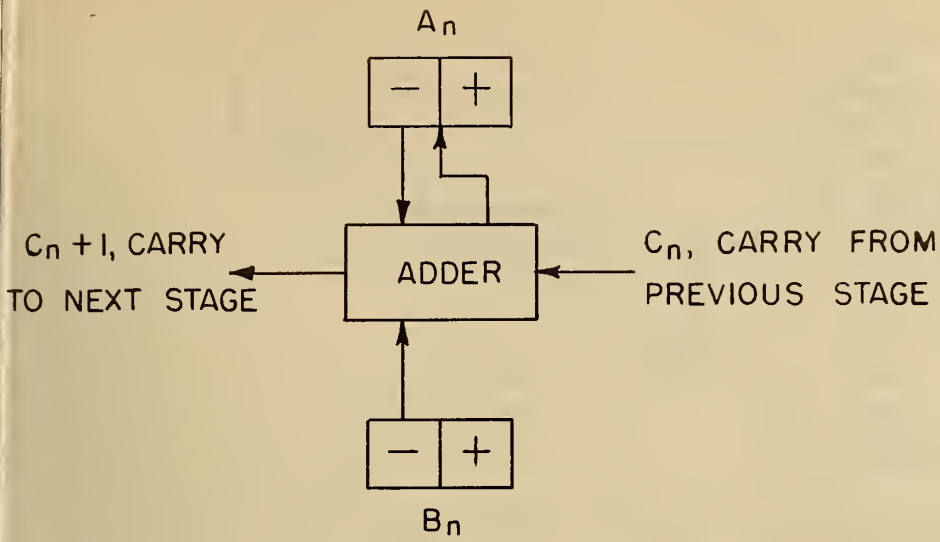 An
− +
Cn +1, CARRY
TO NEXT STAGE
ADDER
Cn, CARRY FROM
PREVIOUS STAGE
− +
Bn